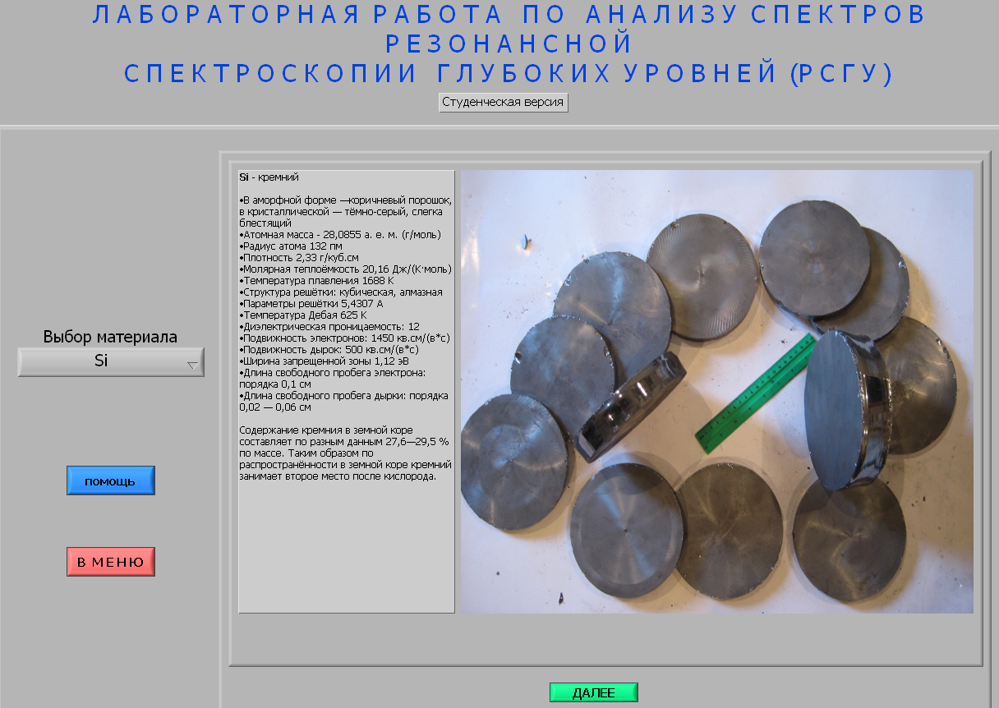 ЛАБОРАТОРНАЯ РАБОТА ПО АНАЛИЗУ СПЕКТРОВ
РЕЗОНАНСНОЙ
СПЕКТРОСКОПИИ ГЛУБОКИХ УРОВНЕЙ (РСГУ)
Студенческая версия
Выбор материала
Si
помощь
В МЕНЮ
Si - кремний
•В аморфной форме —коричневый порошок,
в кристаллической — тёмно-серый, слегка
блестящий
•Атомная масса - 28,0855 а. е. м. (г/моль)
•Радиус атома 132 пм
•Плотность 2,33 г/куб.см
•Молярная теплоёмкость 20,16 Дж/(К·моль)
•Температура плавления 1688 К
•Структура решётки: кубическая, алмазная
•Параметры решётки 5,4307 А
•Температура Дебая 625 К
•Диэлектрическая проницаемость: 12
•Подвижность электронов: 1450 кв.см/(в*с)
•Подвижность дырок: 500 кв.см/(в*с)
•Ширина запрещенной зоны 1,12 эВ
•Длина свободного пробега электрона:
порядка 0,1 см
•Длина свободного пробега дырки: порядка
0,02 — 0,06 см
Содержание кремния в земной коре
составляет по разным данным 27,6—29,5 %
по массе. Таким образом по
распространённости в земной коре кремний
занимает второе место после кислорода.
ДАЛЕЕ